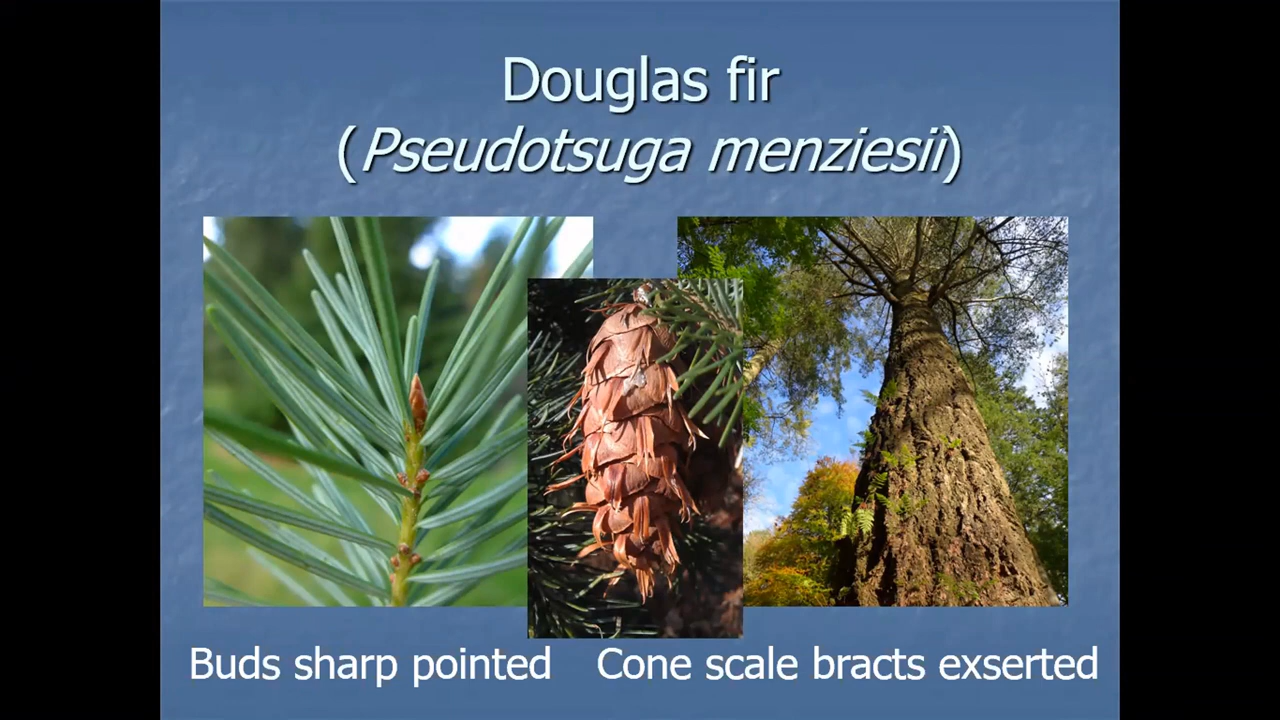 Douglas fir
(Pseudotsuga menziesii)
Buds sharp pointed
Cone scale bracts exserted